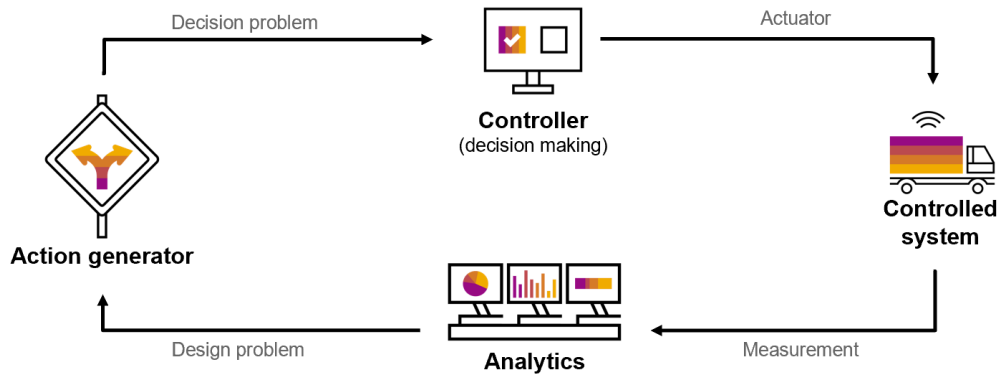 Decision problem
Actuator
Controller
(decision making)
Controlled
system
Action generator
Analytics
Design problem
Measurement